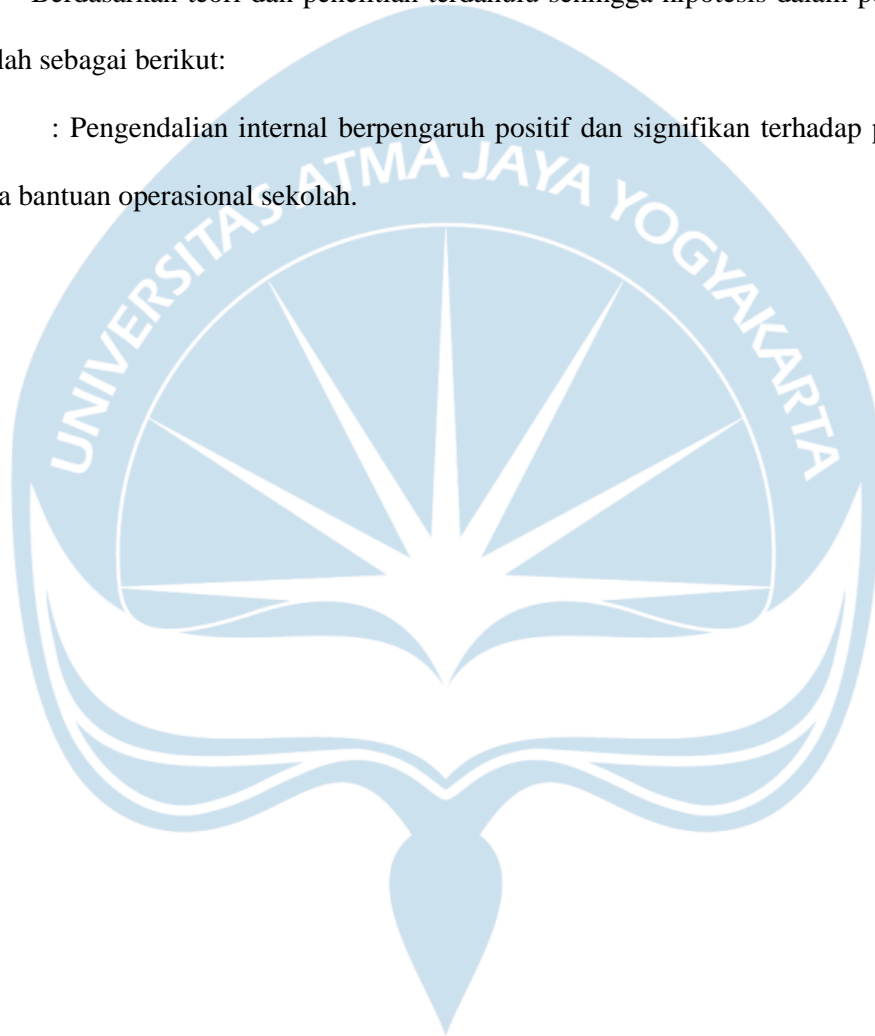 Berdasarkan teori dan penelitian terdahulu sehingga hipotesis dalam
lah sebagai berikut:
: Pengendalian internal berpengaruh positif dan signifikan terhadap p
a bantuan operasional sekolah.
UNIVERSITAS ATMA JAYA YOGYAKARTA